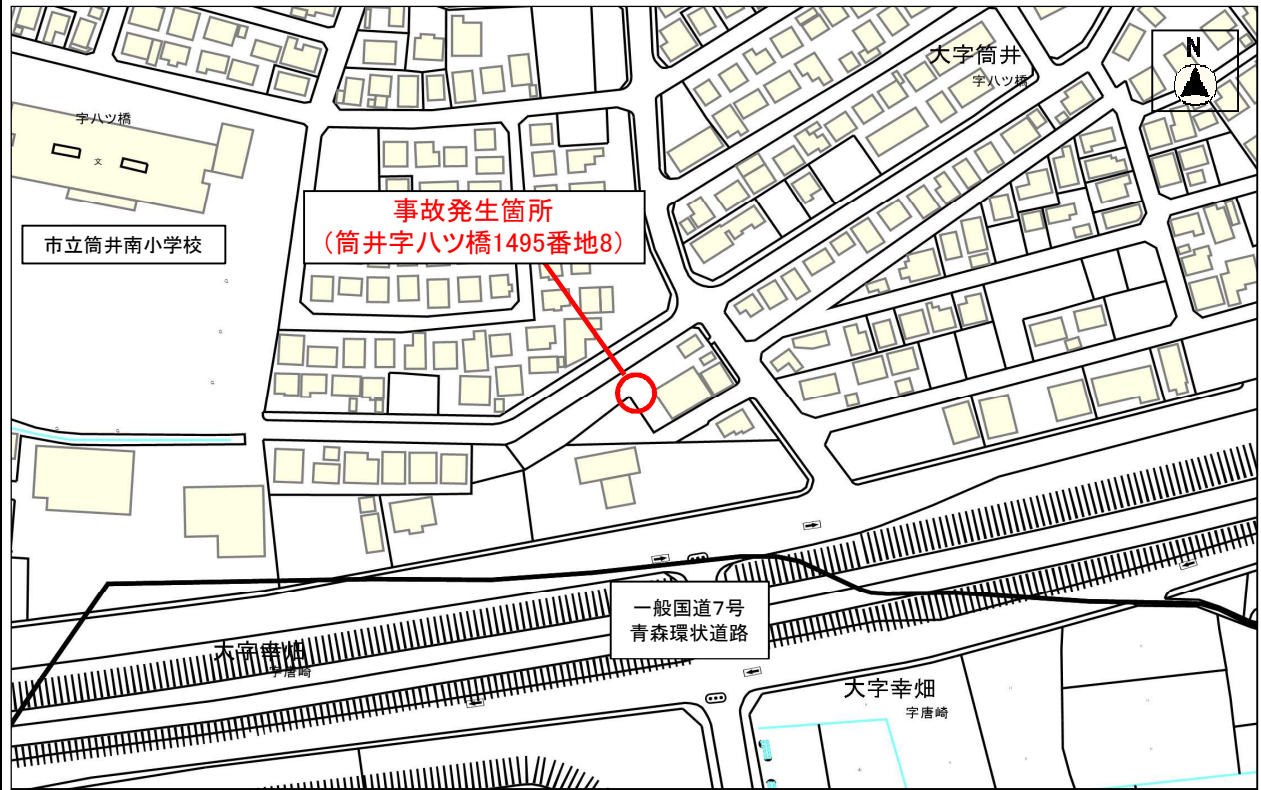 大字筒井
字八ツ橋
N
字八ツ橋
文
事故発生箇所
（筒井字八ツ橋1495番地8）
市立筒井南小学校
一般国道7号
青森環状道路
大字幸畑
字唐崎
大字幸畑
字唐崎